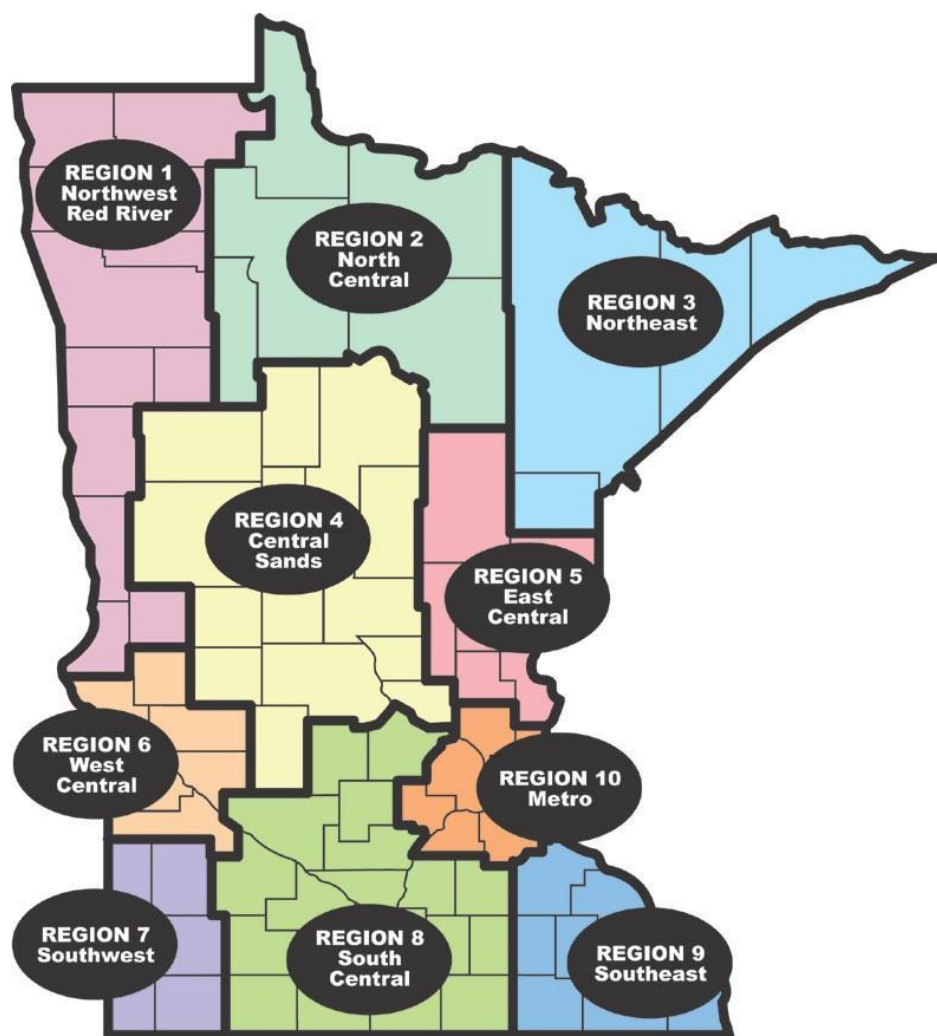 REGION 1
Northwest
Red River
REGION 2
North
Central
REGION 3
Northeast
REGION 4
Central
Sands
REGION 5
East
Central
REGION 6
West
Central
REGION 10
Metro
REGION 7
Southwest
REGION 8
South
Central
REGION 9
Southeast